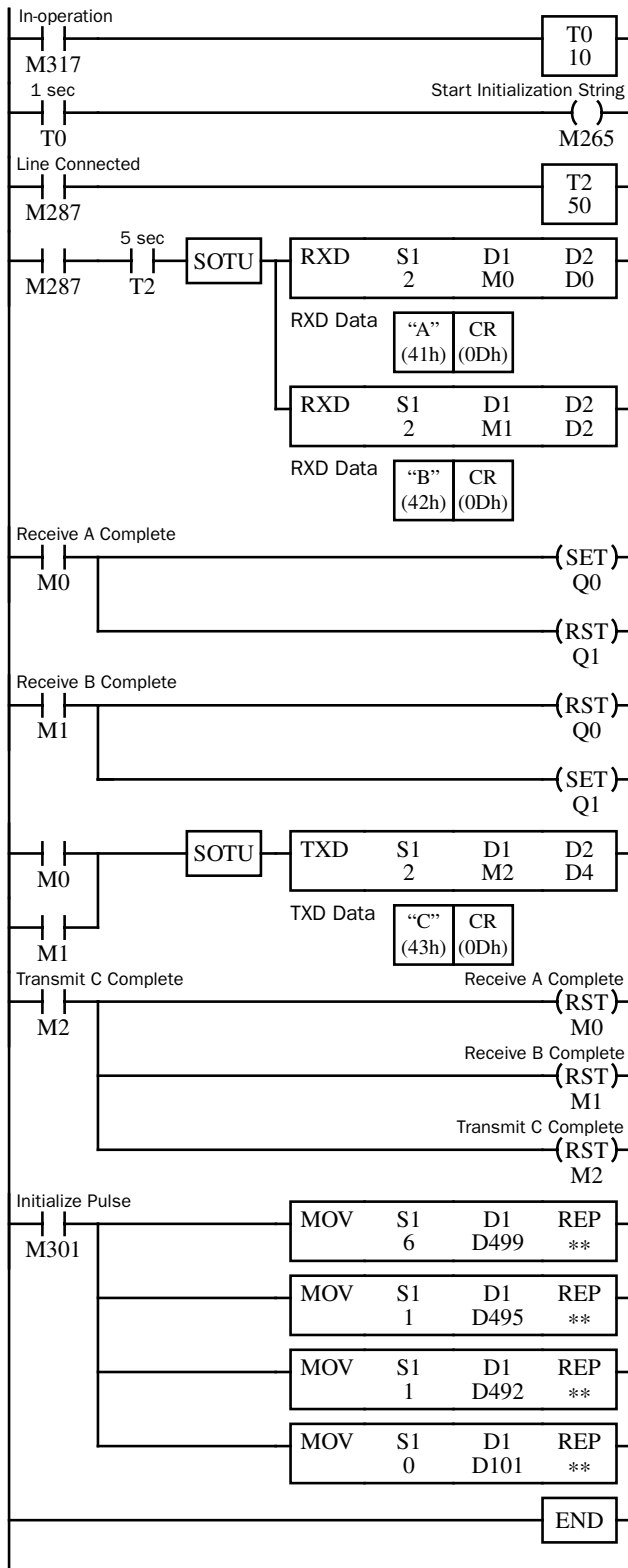 In-operation
M317
T0
10
1 sec
T0
Start Initialization String
M265
Line Connected
M287
T2
50
M287
5 sec
T2
SOTU
RXD S1 D1 D2
2 M0 D0
RXD Data “A” CR
(41h) (0Dh)
RXD S1 D1 D2
2 M1 D2
RXD Data “B” CR
(42h) (0Dh)
Receive A Complete
M0
(SET)
Q0
(RST)
Q1
Receive B Complete
M1
(RST)
Q0
(SET)
Q1
M0
M1
SOTU
TXD S1 D1 D2
2 M2 D4
TXD Data “C” CR
(43h) (0Dh)
Transmit C Complete
M2
Receive A Complete
(RST)
M0
Receive B Complete
(RST)
M1
Transmit C Complete
(RST)
M2
Initialize Pulse
M301
MOV S1 D1 REP
6 D499 **
MOV S1 D1 REP
1 D495 **
MOV S1 D1 REP
1 D492 **
MOV S1 D1 REP
0 D101 **
END